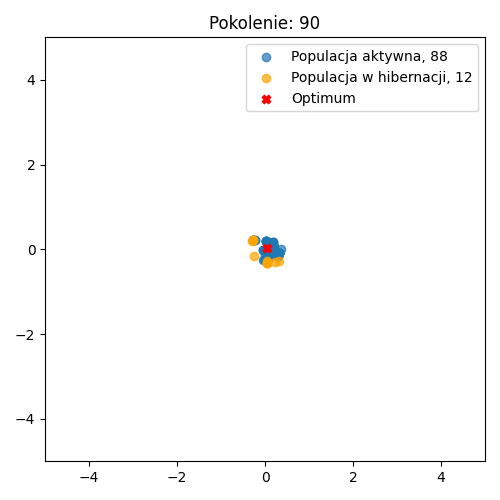 Pokolenie: 90
Populacja aktywna, 88
Populacja w hibernacji, 12
Optimum
4
2
0
−2
−4
−4 −2 0 2 4